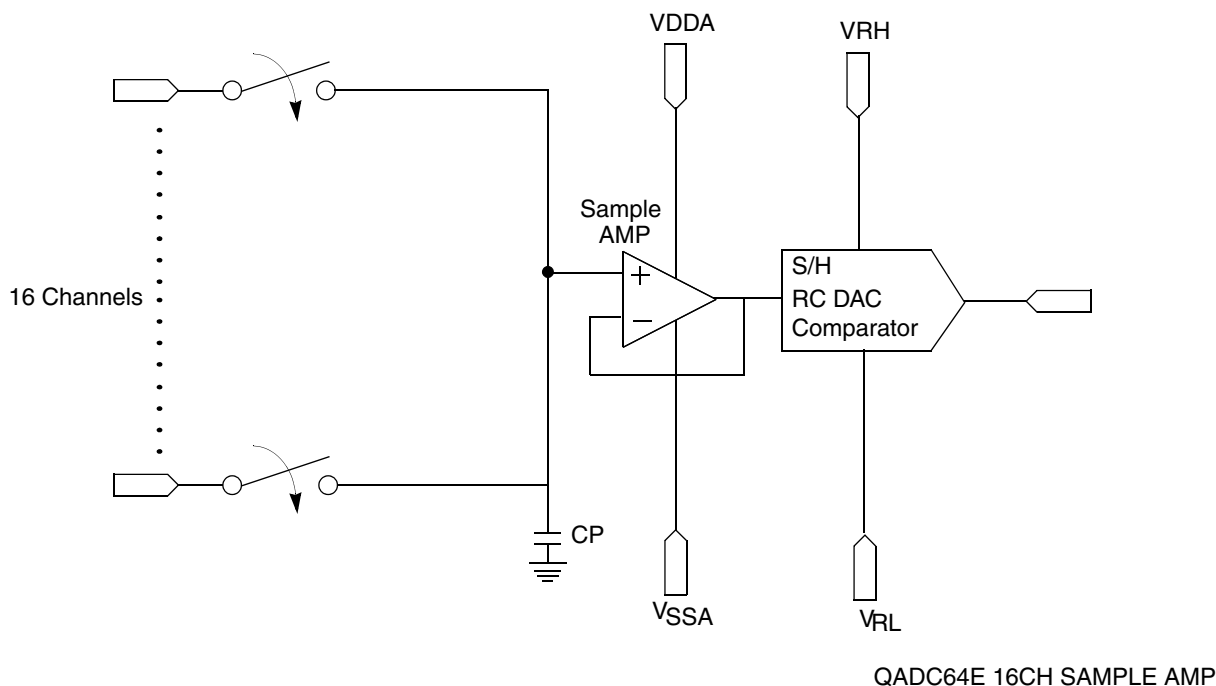 VDDA
VRH
Sample
AMP
+
−
S/H
RC DAC
Comparator
16 Channels
CP
VSSA
VRL
QADC64E 16CH SAMPLE AMP